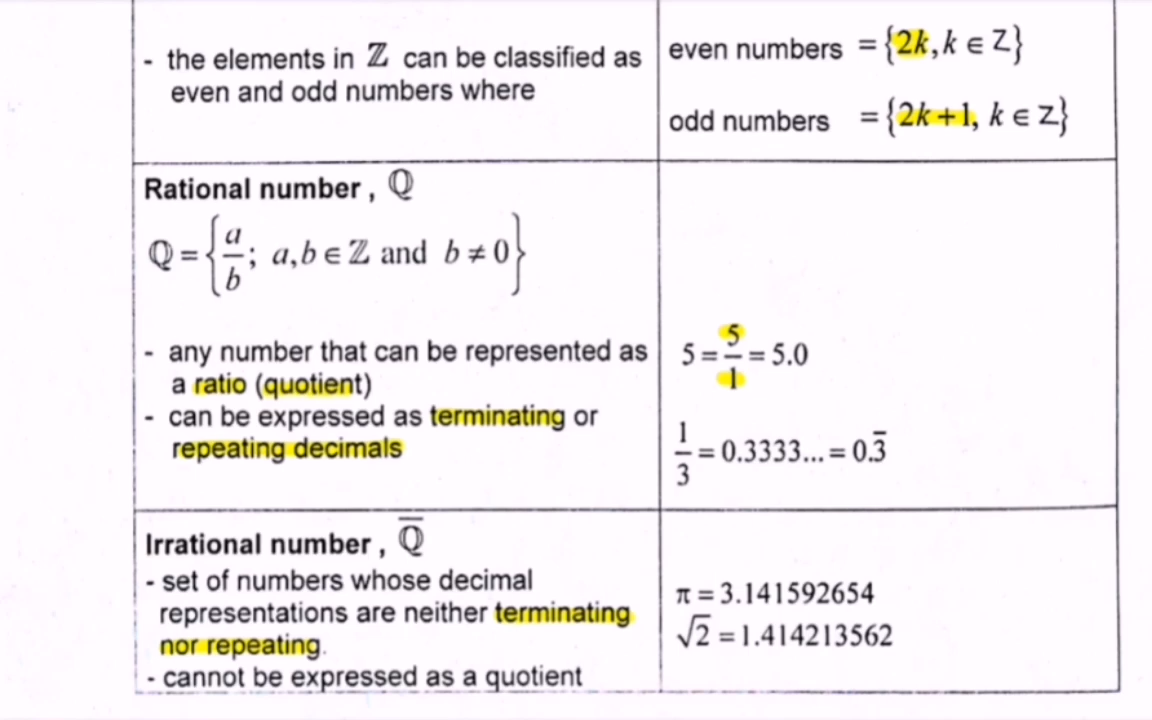 - the elements in ℤ can be classified as
even and odd numbers where
even numbers = {2k, k ∈ Z}
odd numbers = {2k+1, k ∈ Z}
Rational number , ℚ
ℚ = {a/b; a,b ∈ ℤ and b ≠ 0}
- any number that can be represented as
a ratio (quotient)
- can be expressed as terminating or
repeating decimals
5 = 5/1 = 5.0
1/3 = 0.3333... = 0.3̅
Irrational number , ℚ̅
- set of numbers whose decimal
representations are neither terminating
nor repeating.
- cannot be expressed as a quotient
π = 3.141592654
√2 = 1.414213562